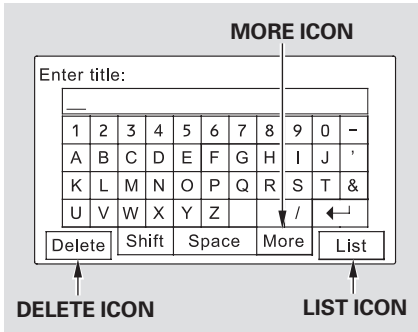 MORE ICON
Enter title:
_
1 2 3 4 5 6 7 8 9 0 -
A B C D E F G H I J '
K L M N O P Q R S T & 
U V W X Y Z / ↵
Delete Shift Space More List
DELETE ICON LIST ICON